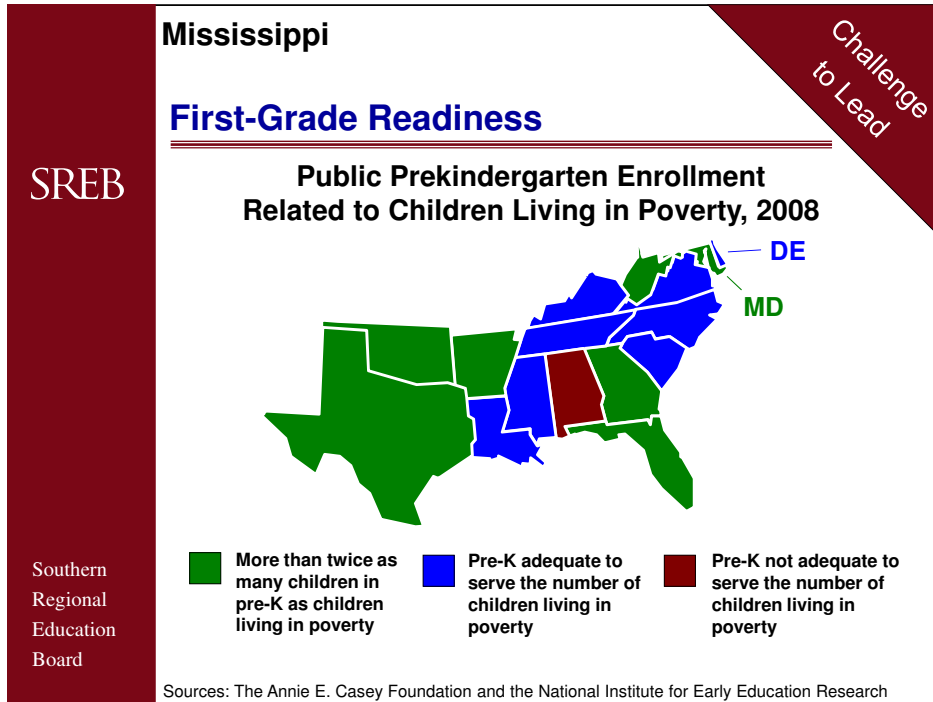 Mississippi
Challenge
to Lead
First-Grade Readiness
SREB
Public Prekindergarten Enrollment
Related to Children Living in Poverty, 2008
DE
MD
More than twice as
many children in
pre-K as children
living in poverty
Pre-K adequate to
serve the number of
children living in
poverty
Pre-K not adequate to
serve the number of
children living in
poverty
Southern
Regional
Education
Board
Sources: The Annie E. Casey Foundation and the National Institute for Early Education Research